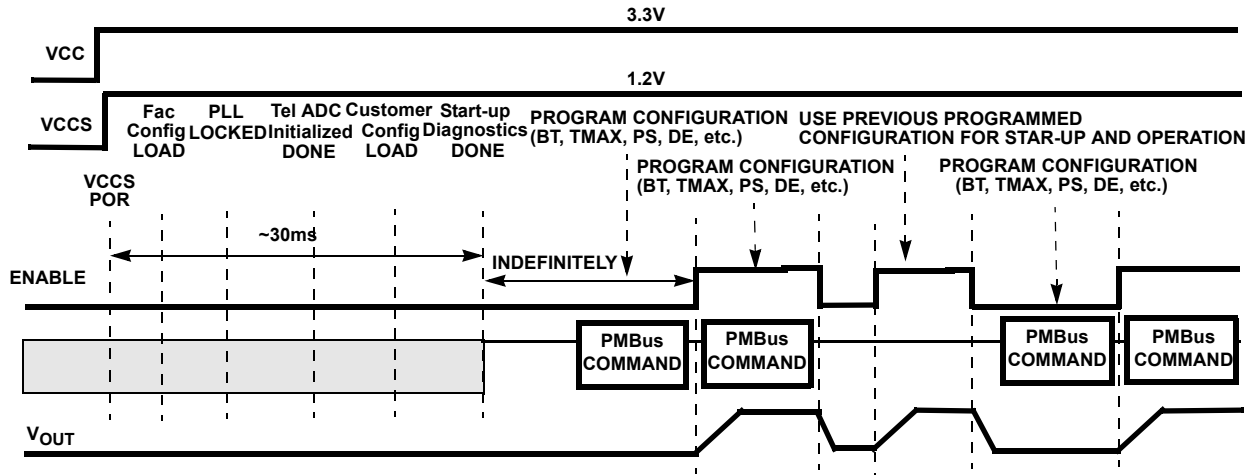 3.3V
VCC
1.2V
VCCS
Fac
Config
LOAD
PLL
LOCKED
Tel ADC
Initialized
DONE
Customer
Config
LOAD
Start-up
Diagnostics
DONE
PROGRAM CONFIGURATION
(BT, TMAX, PS, DE, etc.)
USE PREVIOUS PROGRAMMED
CONFIGURATION FOR STAR-UP AND OPERATION
PROGRAM CONFIGURATION
(BT, TMAX, PS, DE, etc.)
PROGRAM CONFIGURATION
(BT, TMAX, PS, DE, etc.)
VCCS
POR
~30ms
INDEFINITELY
ENABLE
PMBus
COMMAND
PMBus
COMMAND
PMBus
COMMAND
PMBus
COMMAND
VOUT